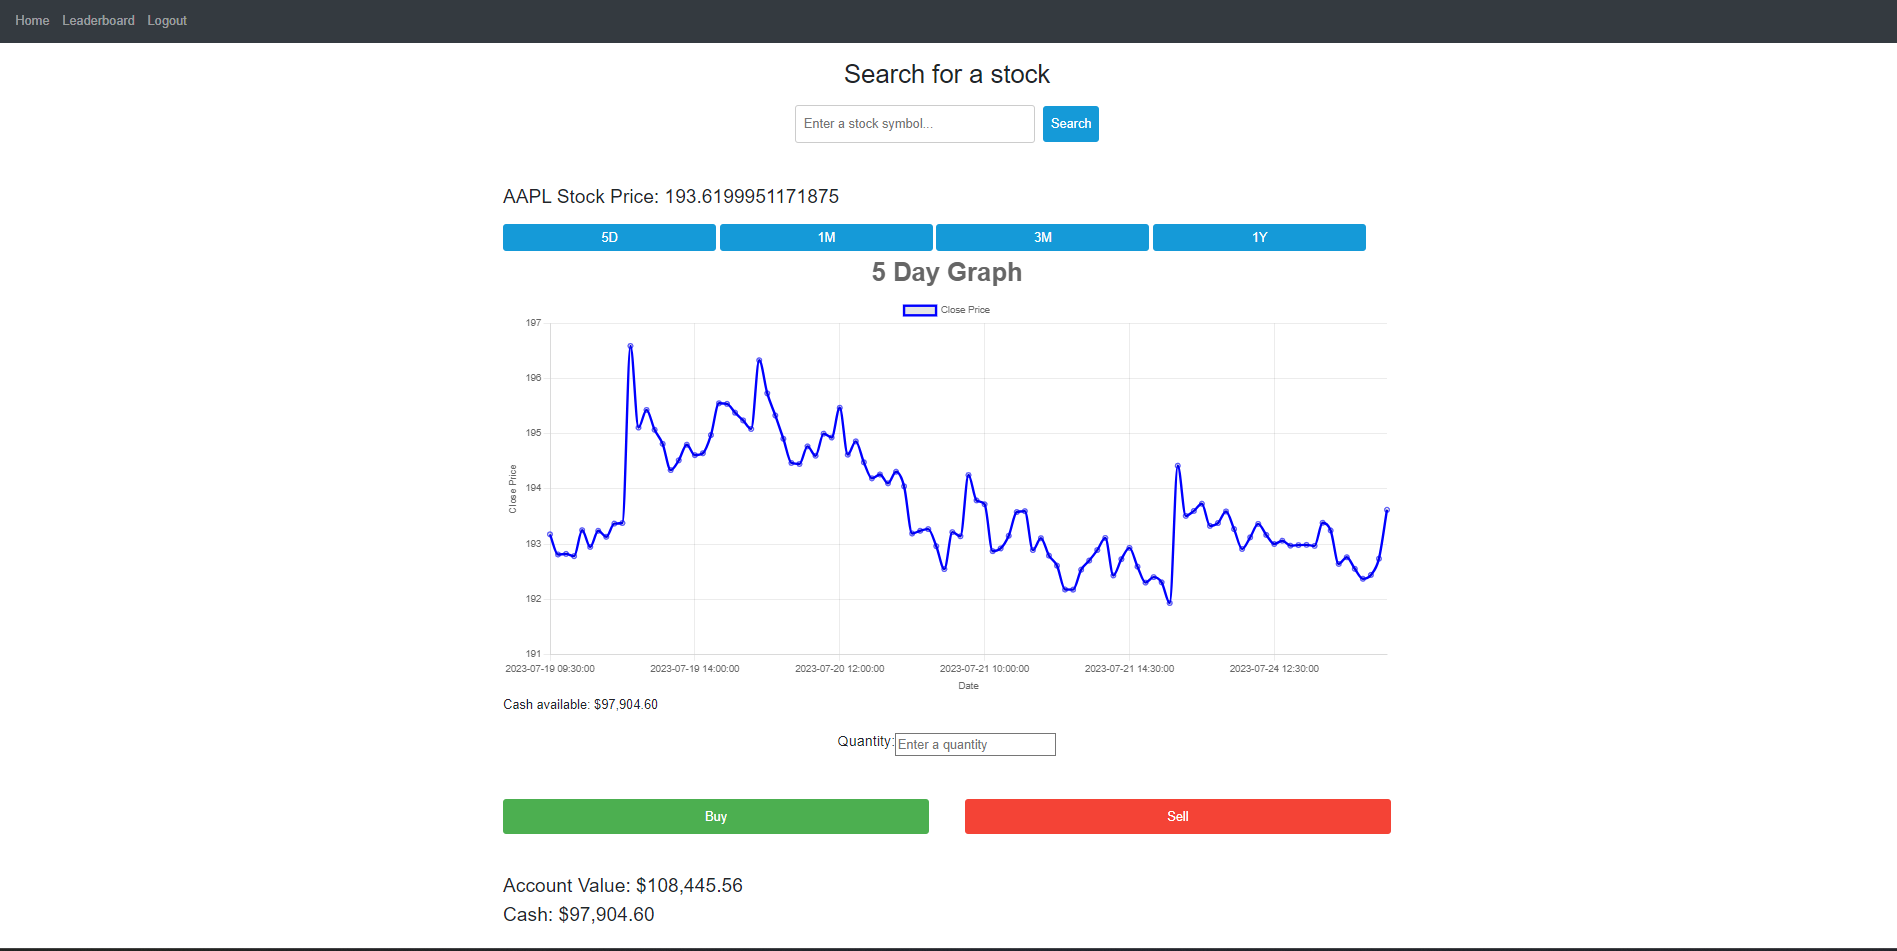 Home Leaderboard Logout
Search for a stock
Enter a stock symbol... Search
AAPL Stock Price: 193.6199951171875
5D 1M 3M 1Y
5 Day Graph
Close Price
197
196
195
194
193
192
191
Close Price
2023-07-19 09:30:00 2023-07-19 14:00:00 2023-07-20 12:00:00 2023-07-21 10:00:00 2023-07-21 14:30:00 2023-07-24 12:30:00
Date
Cash available: $97,904.60
Quantity: Enter a quantity
Buy Sell
Account Value: $108,445.56
Cash: $97,904.60